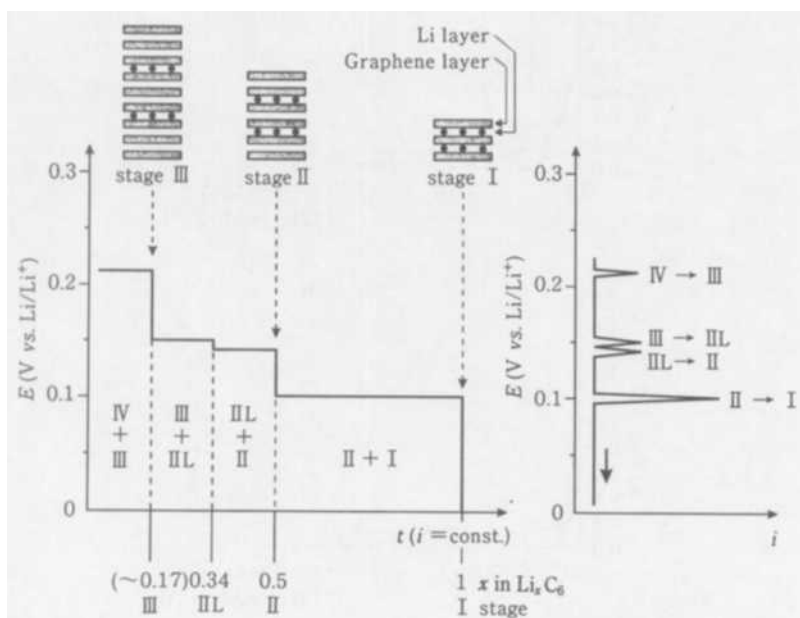 Li layer
Graphene layer
stage Ⅲ
stage Ⅱ
stage Ⅰ
0.3
0.2
0.1
0
E (V vs. Li/Li⁺)
Ⅳ + Ⅲ
Ⅲ + ⅡL
ⅡL + Ⅱ
Ⅱ + Ⅰ
t (i = const.)
(~0.17) 0.34 0.5 1 x in LiₓC₆
Ⅲ ⅡL Ⅱ Ⅰ stage
0.3
0.2
0.1
0
E (V vs. Li/Li⁺)
Ⅳ → Ⅲ
Ⅲ → ⅡL
ⅡL → Ⅱ
Ⅱ → Ⅰ
i